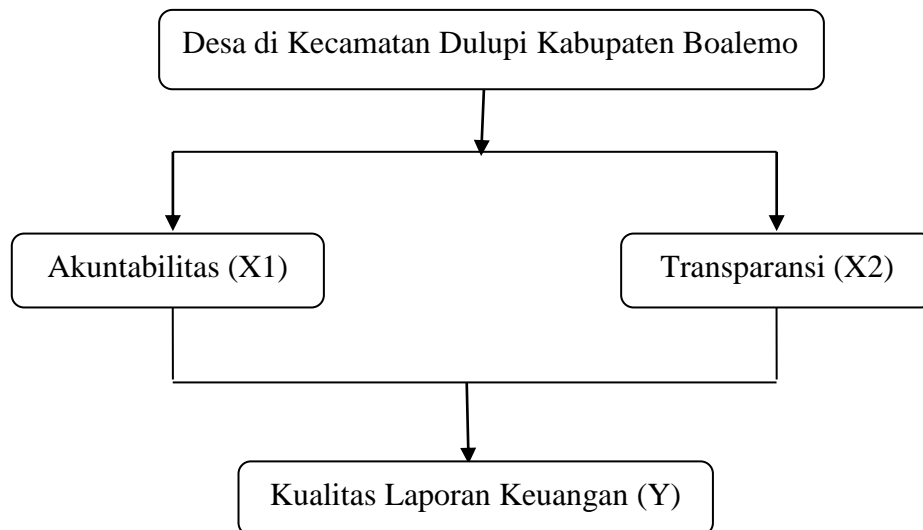 Desa di Kecamatan Dulupi Kabupaten Boalemo
Akuntabilitas (X1)
Transparansi (X2)
Kualitas Laporan Keuangan (Y)